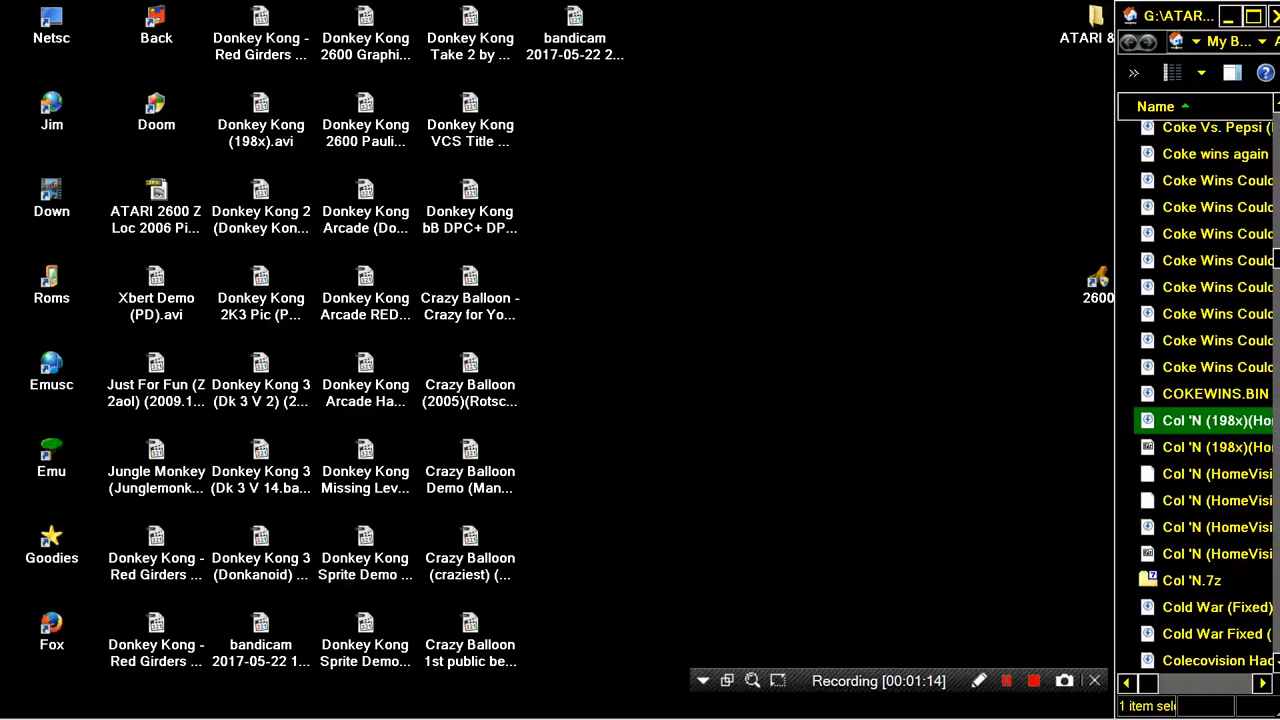 Netsc
Back
Donkey Kong -
Red Girders ...
Donkey Kong
2600 Graphi...
Donkey Kong
Take 2 by ...
bandicam
2017-05-22 2...
Jim
Doom
Donkey Kong
(198x).avi
Donkey Kong
2600 Pauli...
Donkey Kong
VCS Title ...
Down
ATARI 2600 Z
Loc 2006 Pi...
Donkey Kong 2
(Donkey Kon...
Donkey Kong
Arcade (Do...
Donkey Kong
bB DPC+ DP...
Roms
Xbert Demo
(PD).avi
Donkey Kong
2K3 Pic (P...
Donkey Kong
Arcade RED...
Crazy Balloon -
Crazy for Yo...
Emusc
Just For Fun (Z
2aol) (2009.1...
Donkey Kong 3
(Dk 3 V 2) (2...
Donkey Kong
Arcade Ha...
Crazy Balloon
(2005)(Rotsc...
Emu
Jungle Monkey
(Junglemonk...
Donkey Kong 3
(Dk 3 V 14.ba...
Donkey Kong
Missing Lev...
Crazy Balloon
Demo (Man...
Goodies
Donkey Kong -
Red Girders ...
Donkey Kong 3
(Donkanoid) ...
Donkey Kong
Sprite Demo ...
Crazy Balloon
(craziest) (...
Fox
Donkey Kong -
Red Girders ...
bandicam
2017-05-22 1...
Donkey Kong
Sprite Demo...
Crazy Balloon
1st public be...
ATARI &
2600
Recording [00:01:14]
G:\ATAR...
My B...
Name
Coke Vs. Pepsi (
Coke wins again
Coke Wins Could
Coke Wins Could
Coke Wins Could
Coke Wins Could
Coke Wins Could
Coke Wins Could
Coke Wins Could
Coke Wins Could
COKEWINS.BIN
Col 'N (198x)(Ho
Col 'N (198x)(Ho
Col 'N (HomeVisi
Col 'N (HomeVisi
Col 'N (HomeVisi
Col 'N (HomeVisi
Col 'N.7z
Cold War (Fixed)
Cold War Fixed (
Colecovision Hac
1 item sele